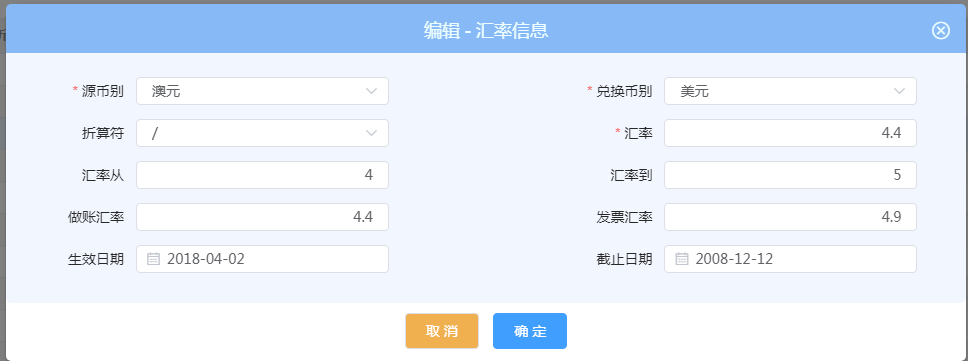 编辑 - 汇率信息
* 源币别 澳元 * 兑换币别 美元
折算符 / * 汇率 4.4
汇率从 4 汇率到 5
做账汇率 4.4 发票汇率 4.9
生效日期 2018-04-02 截止日期 2008-12-12
取 消 确 定